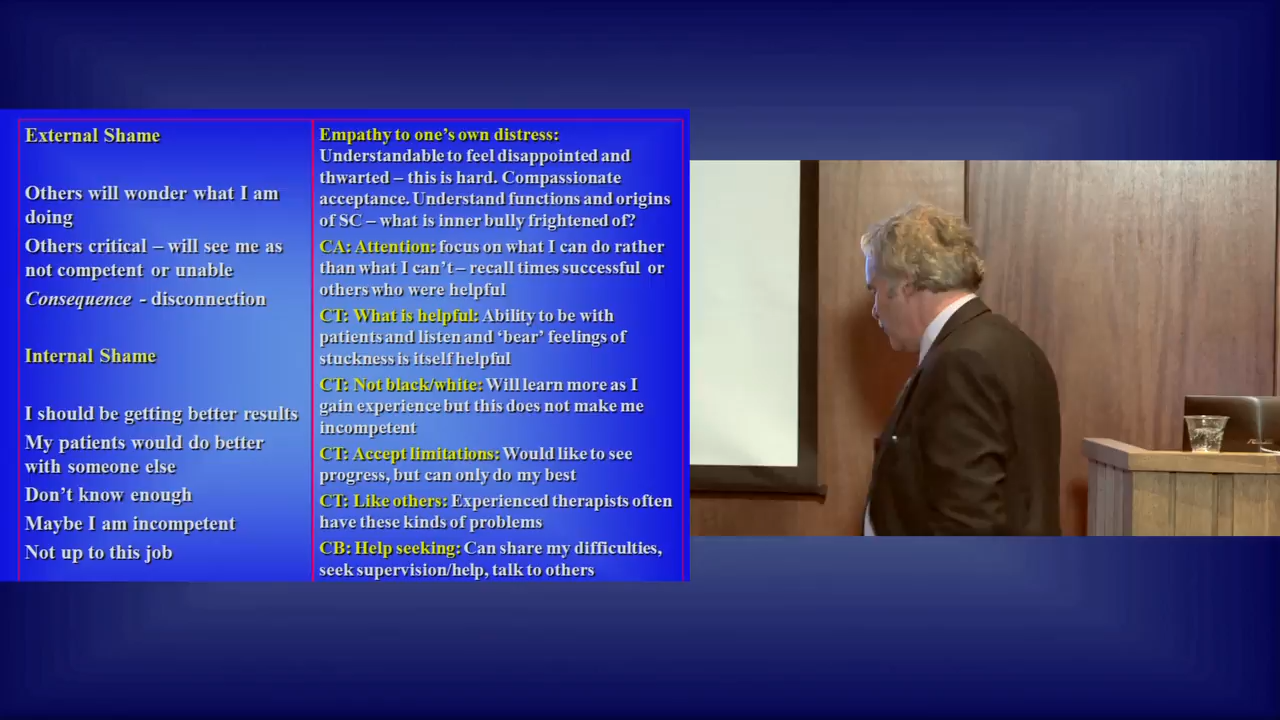 External Shame
Others will wonder what I am
doing
Others critical – will see me as
not competent or unable
Consequence - disconnection
Internal Shame
I should be getting better results
My patients would do better
with someone else
Don’t know enough
Maybe I am incompetent
Not up to this job
Empathy to one’s own distress:
Understandable to feel disappointed and
thwarted – this is hard. Compassionate
acceptance. Understand functions and origins
of SC – what is inner bully frightened of?
CA: Attention: focus on what I can do rather
than what I can’t – recall times successful or
others who were helpful
CT: What is helpful: Ability to be with
patients and listen and ‘bear’ feelings of
stuckness is itself helpful
CT: Not black/white: Will learn more as I
gain experience but this does not make me
incompetent
CT: Accept limitations: Would like to see
progress, but can only do my best
CT: Like others: Experienced therapists often
have these kinds of problems
CB: Help seeking: Can share my difficulties,
seek supervision/help, talk to others